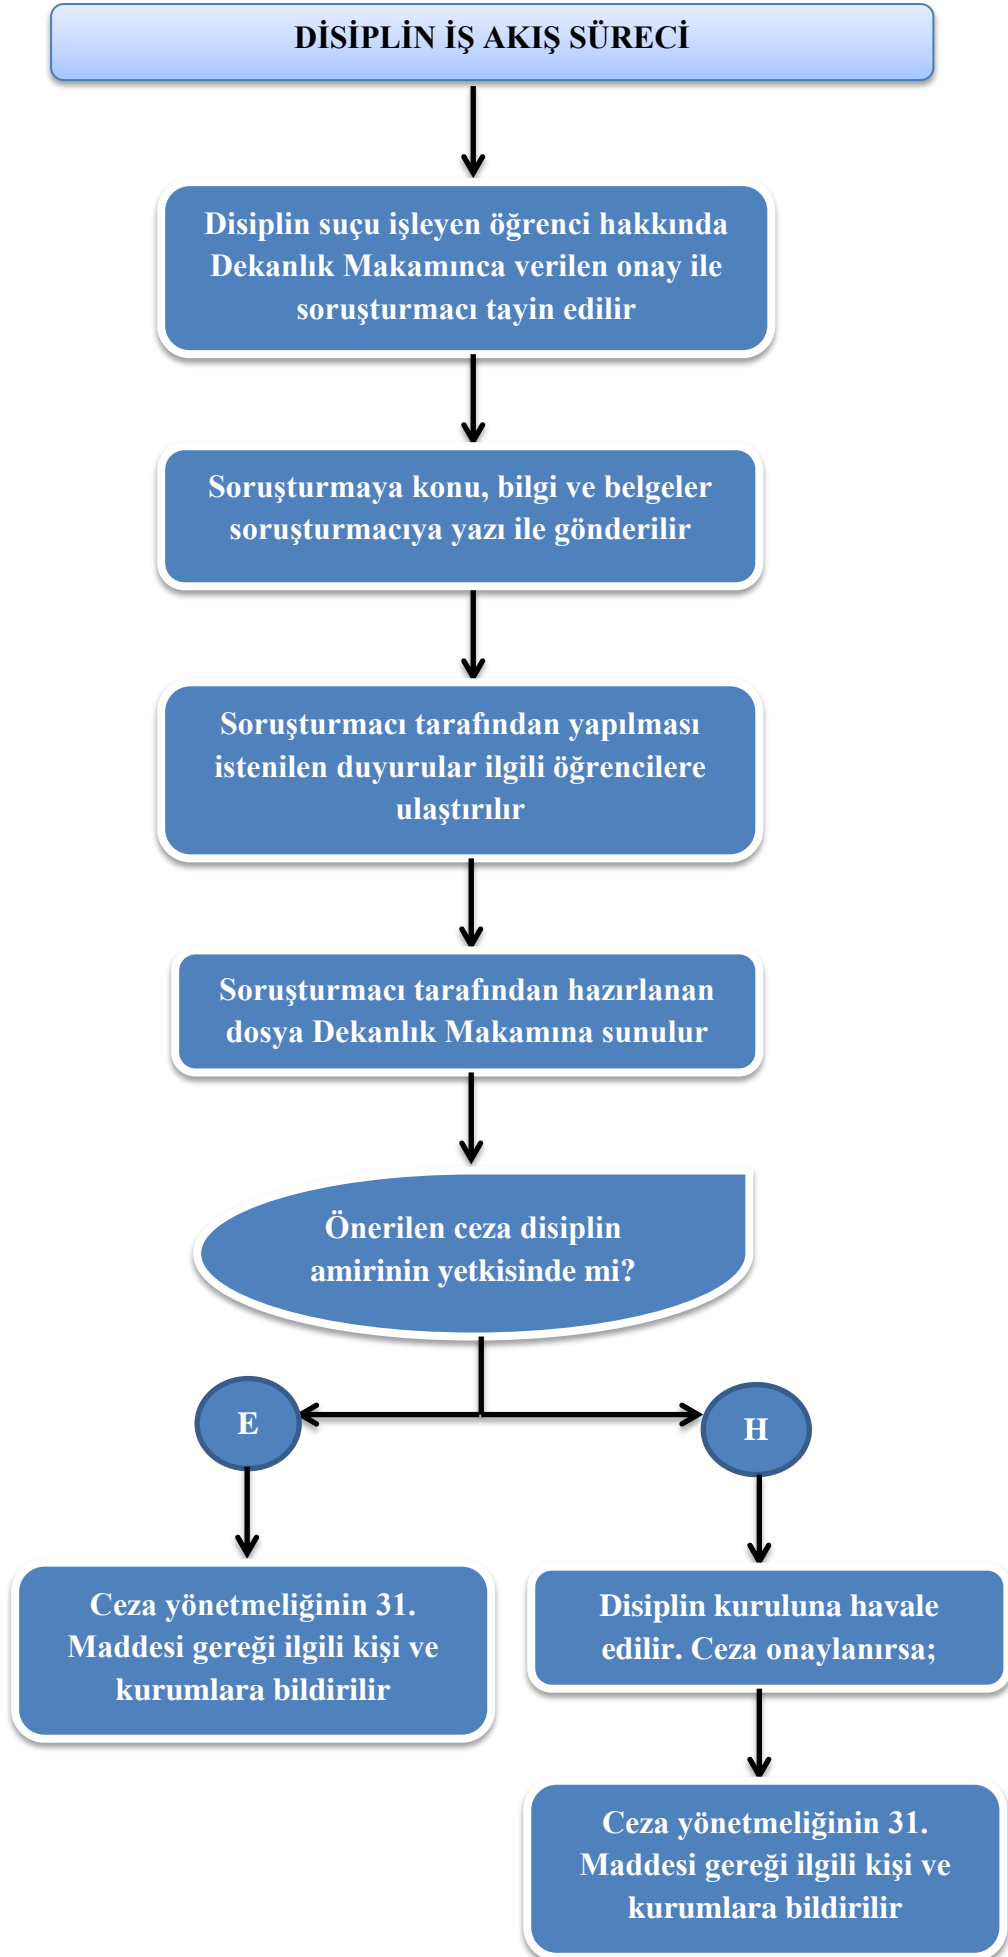 DİSİPLİN İŞ AKIŞ SÜRECİ
Disiplin suçu işleyen öğrenci hakkında
Dekanlık Makamınca verilen onay ile
soruşturmacı tayin edilir
Soruşturmaya konu, bilgi ve belgeler
soruşturmacıya yazı ile gönderilir
Soruşturmacı tarafından yapılması
istenilen duyurular ilgili öğrencilere
ulaştırılır
Soruşturmacı tarafından hazırlanan
dosya Dekanlık Makamına sunulur
Önerilen ceza disiplin
amirinin yetkisinde mi?
E
H
Ceza yönetmeliğinin 31.
Maddesi gereği ilgili kişi ve
kurumlara bildirilir
Disiplin kuruluna havale
edilir. Ceza onaylanırsa;
Ceza yönetmeliğinin 31.
Maddesi gereği ilgili kişi ve
kurumlara bildirilir